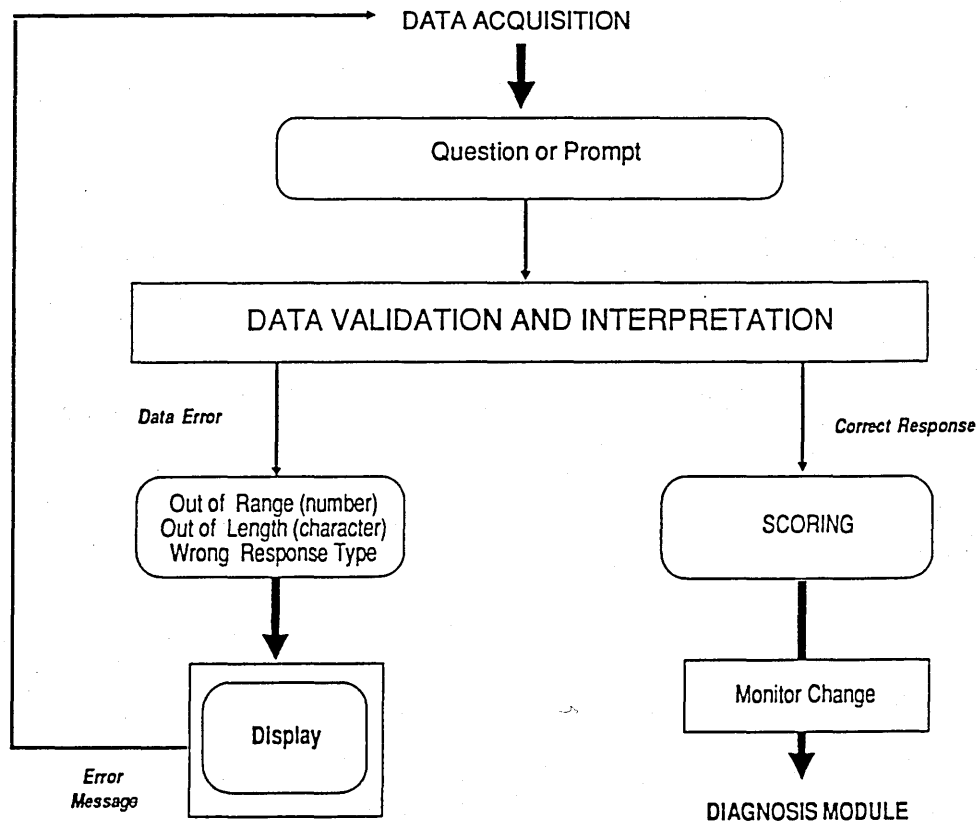 DATA ACQUISITION
Question or Prompt
DATA VALIDATION AND INTERPRETATION
Data Error
Correct Response
Out of Range (number)
Out of Length (character)
Wrong Response Type
SCORING
Display
Monitor Change
Error
Message
DIAGNOSIS MODULE